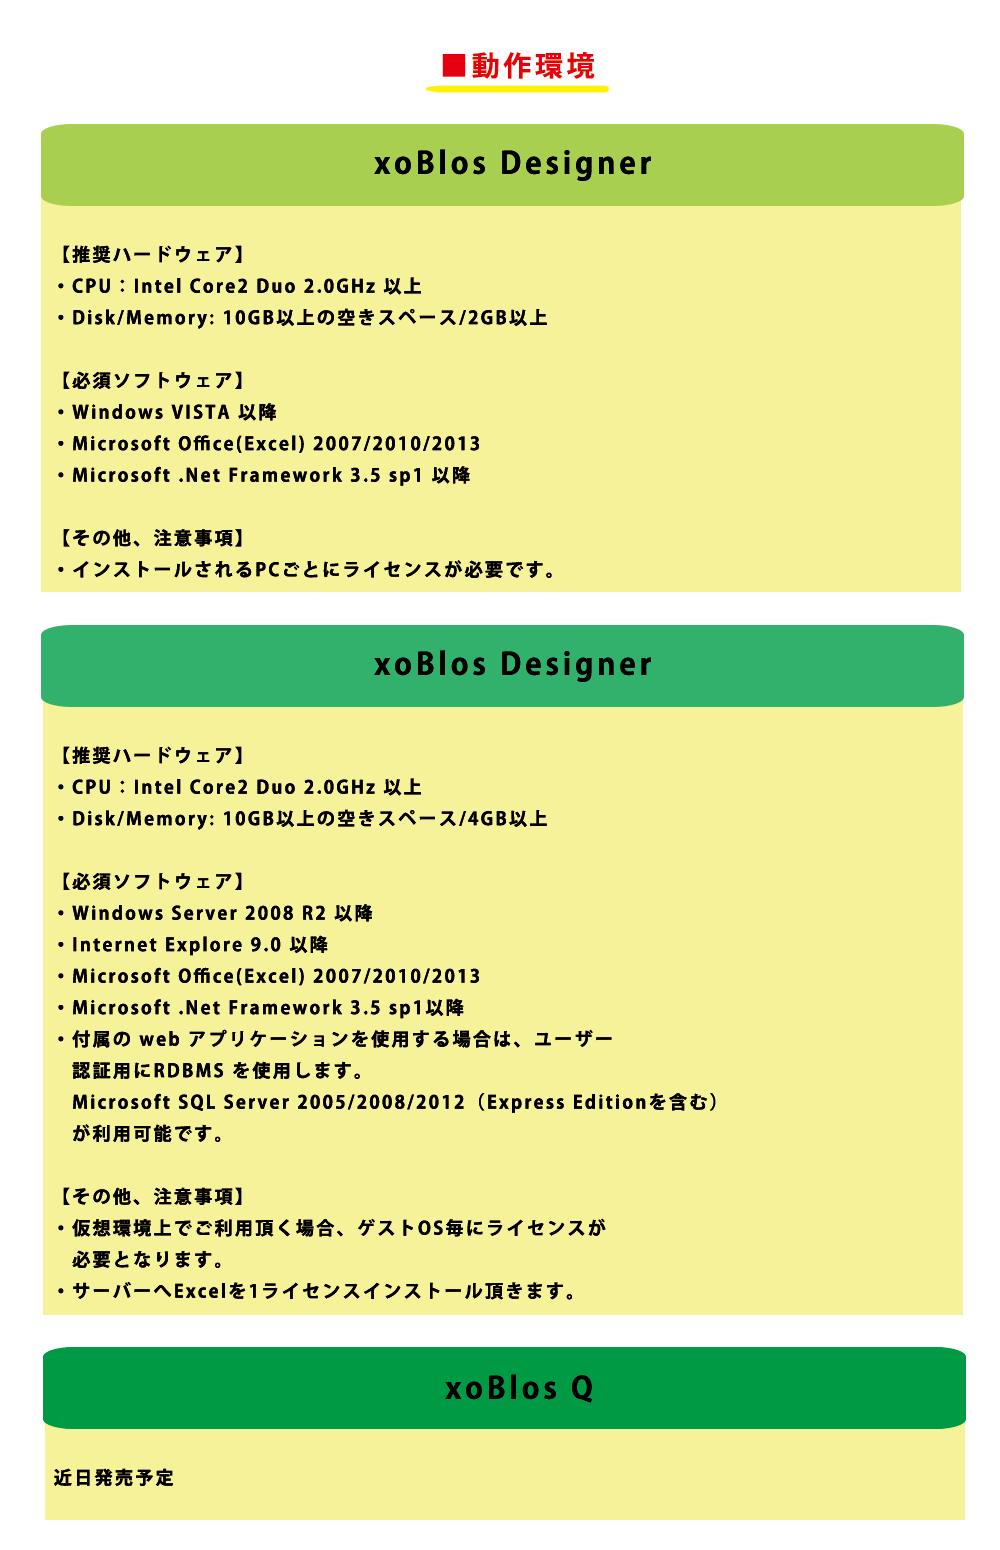 ■動作環境
xoBlos Designer
【推奨ハードウェア】
・CPU：Intel Core2 Duo 2.0GHz 以上
・Disk/Memory: 10GB以上の空きスペース/2GB以上
【必須ソフトウェア】
・Windows VISTA 以降
・Microsoft Office(Excel) 2007/2010/2013
・Microsoft .Net Framework 3.5 sp1 以降
【その他、注意事項】
・インストールされるPCごとにライセンスが必要です。
xoBlos Designer
【推奨ハードウェア】
・CPU：Intel Core2 Duo 2.0GHz 以上
・Disk/Memory: 10GB以上の空きスペース/4GB以上
【必須ソフトウェア】
・Windows Server 2008 R2 以降
・Internet Explore 9.0 以降
・Microsoft Office(Excel) 2007/2010/2013
・Microsoft .Net Framework 3.5 sp1以降
・付属の web アプリケーションを使用する場合は、ユーザー
認証用にRDBMS を使用します。
Microsoft SQL Server 2005/2008/2012（Express Editionを含む）
が利用可能です。
【その他、注意事項】
・仮想環境上でご利用頂く場合、ゲストOS毎にライセンスが
必要となります。
・サーバーへExcelを1ライセンスインストール頂きます。
xoBlos Q
近日発売予定